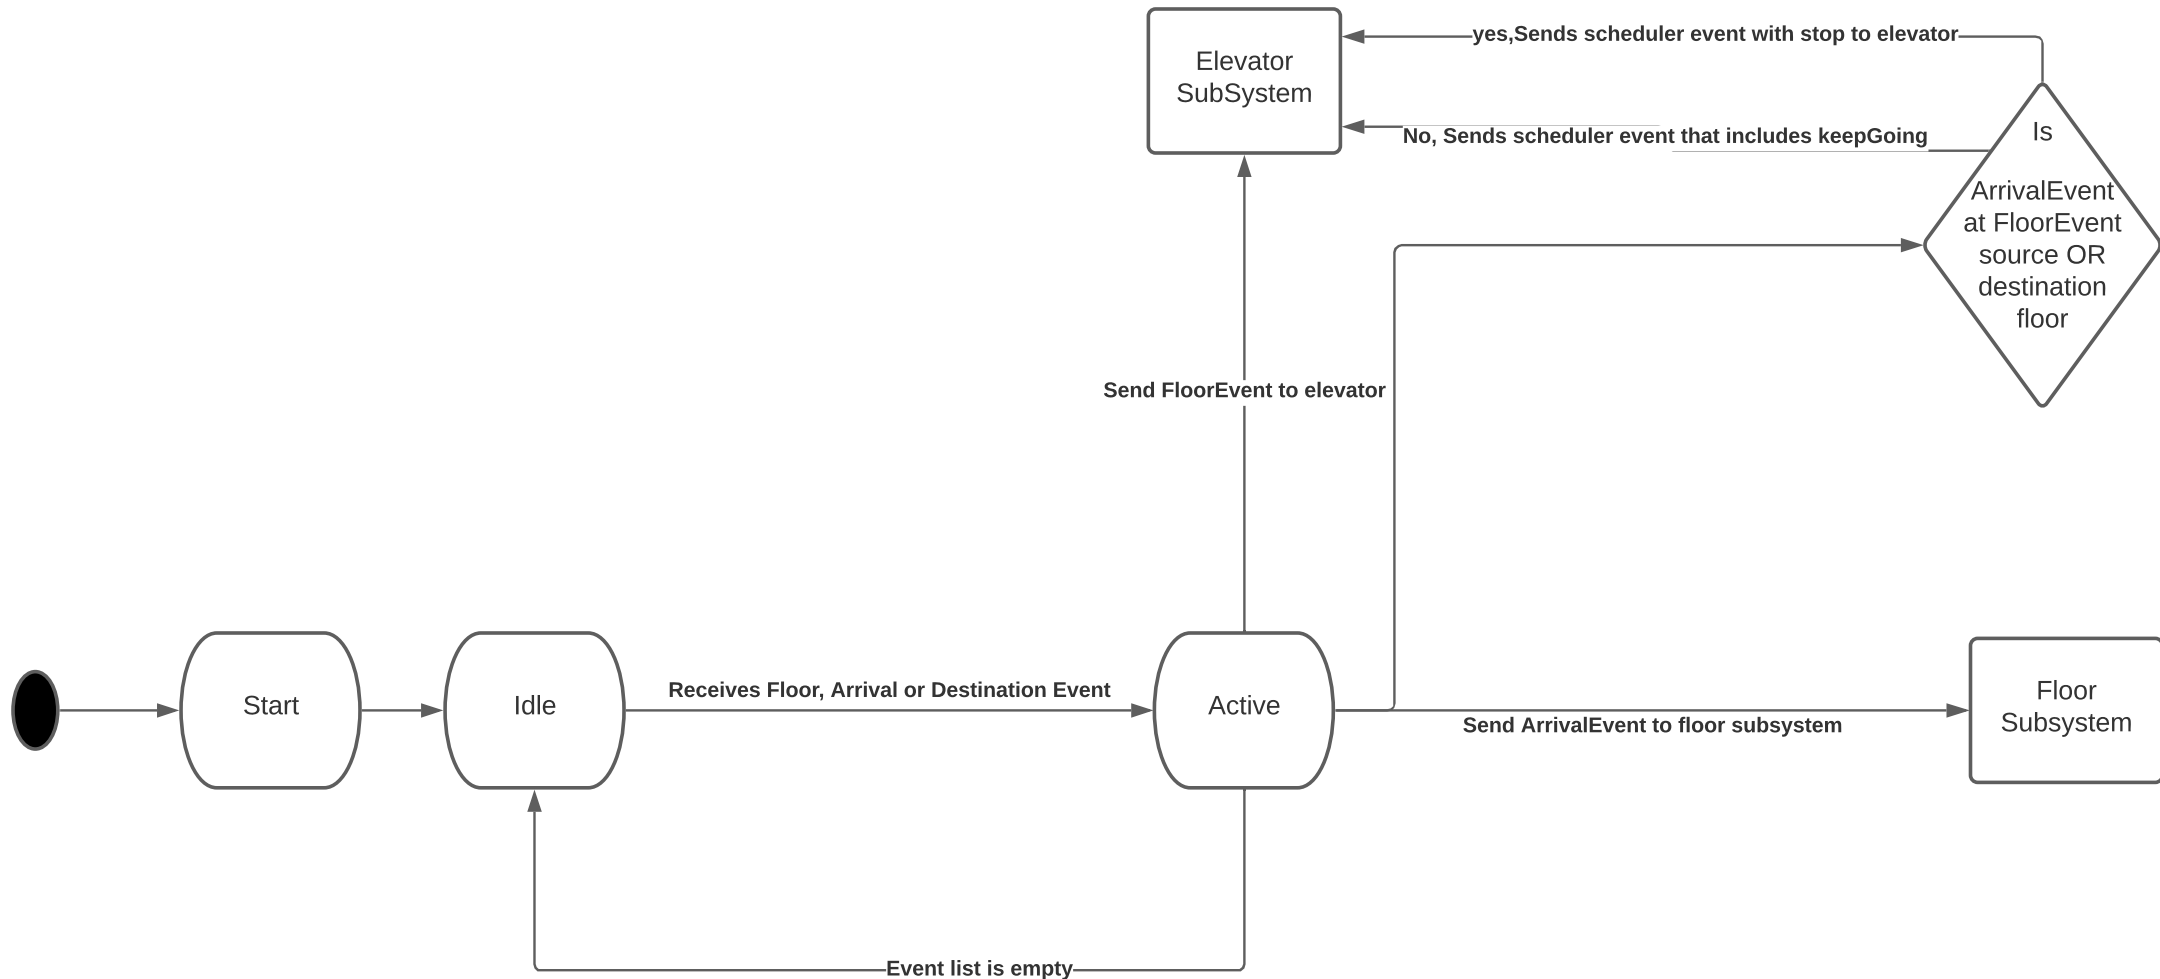 Elevator
SubSystem
yes,Sends scheduler event with stop to elevator
No, Sends scheduler event that includes keepGoing
Is
ArrivalEvent
at FloorEvent
source OR
destination
floor
Send FloorEvent to elevator
Start
Idle
Receives Floor, Arrival or Destination Event
Active
Send ArrivalEvent to floor subsystem
Floor
Subsystem
Event list is empty